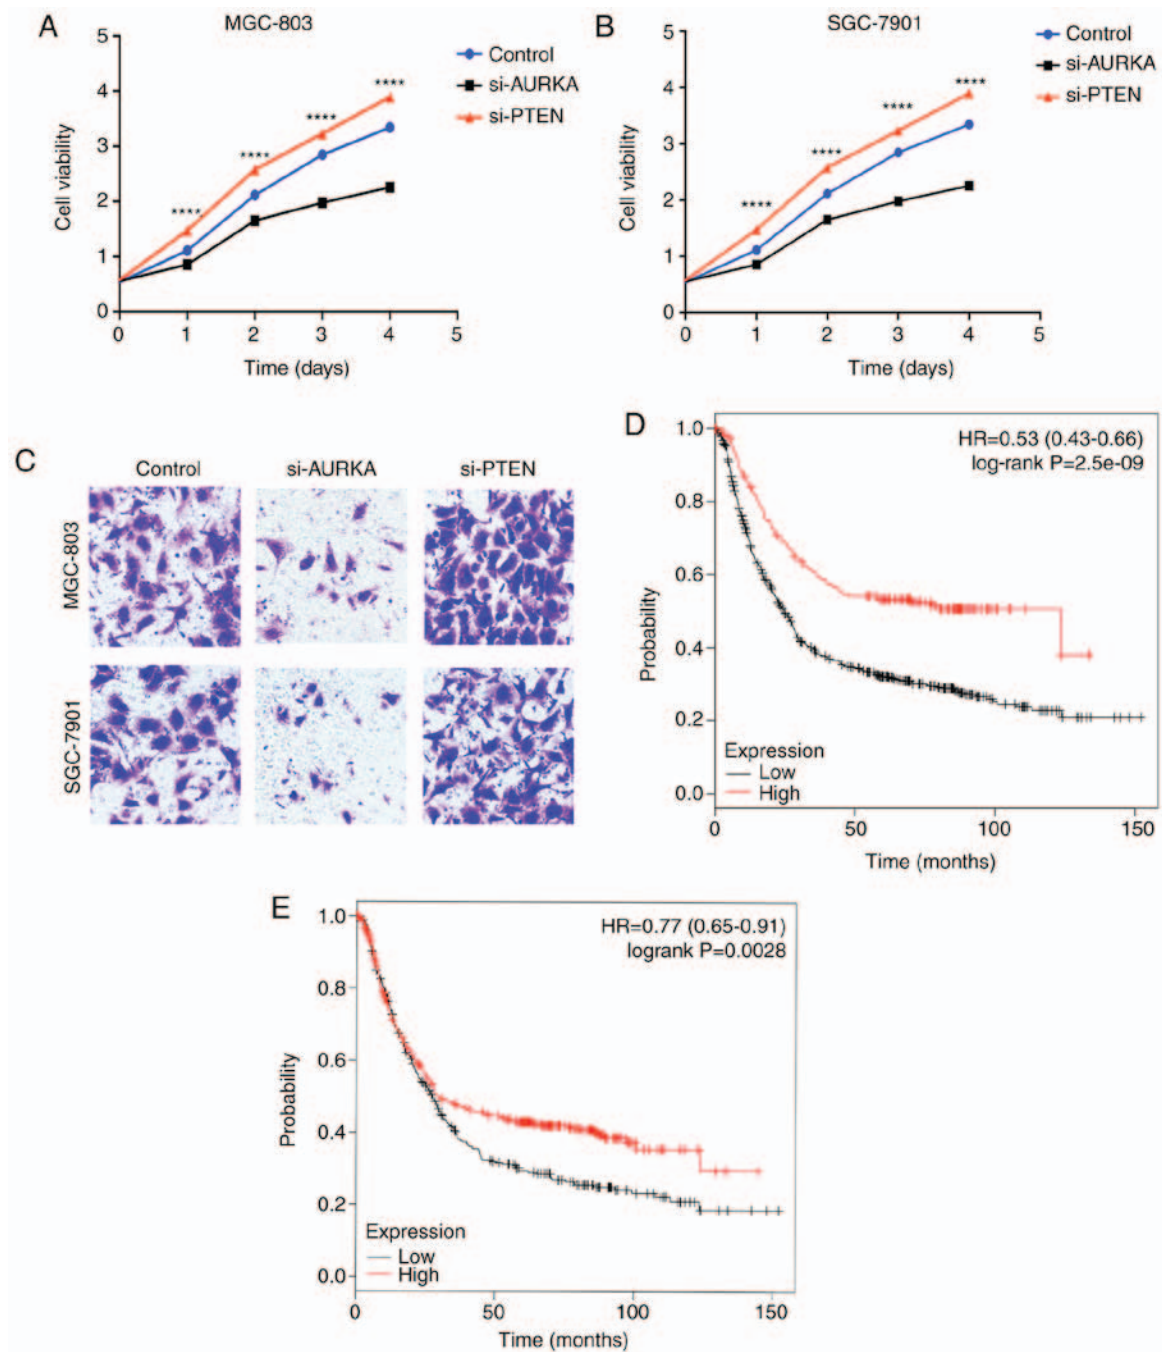 A
MGC-803
5
4
3
2
1
0
Cell viability
****
****
****
****
0 1 2 3 4 5
Time (days)
Control
si-AURKA
si-PTEN
B
SGC-7901
5
4
3
2
1
0
Cell viability
****
****
****
****
0 1 2 3 4 5
Time (days)
Control
si-AURKA
si-PTEN
C
Control si-AURKA si-PTEN
MGC-803
SGC-7901
D
HR=0.53 (0.43-0.66)
log-rank P=2.5e-09
1.0
0.8
0.6
0.4
0.2
0.0
Probability
Expression
Low
High
0 50 100 150
Time (months)
E
HR=0.77 (0.65-0.91)
logrank P=0.0028
1.0
0.8
0.6
0.4
0.2
0.0
Probability
Expression
Low
High
0 50 100 150
Time (months)